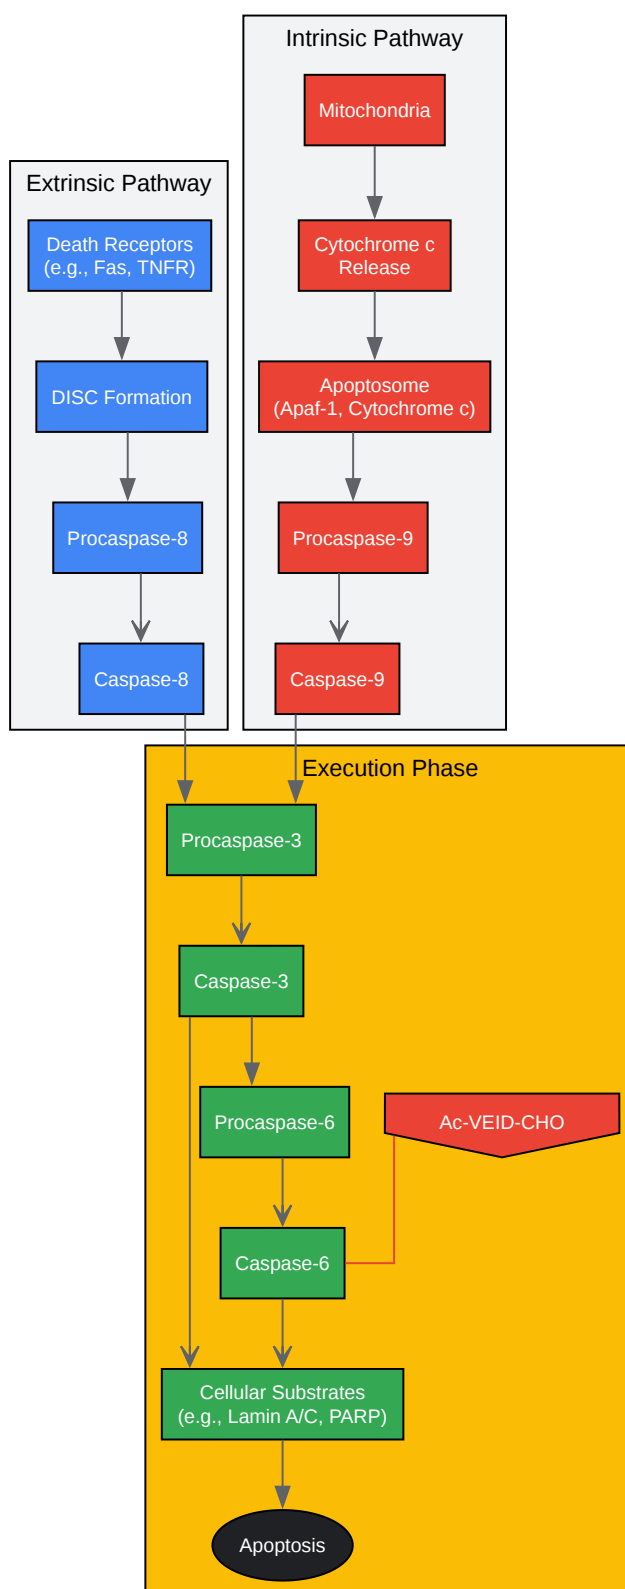 Intrinsic Pathway
Mitochondria
Cytochrome c
Release
Apoptosome
(Apaf-1, Cytochrome c)
Procaspase-9
Caspase-9
Extrinsic Pathway
Death Receptors
(e.g., Fas, TNFR)
DISC Formation
Procaspase-8
Caspase-8
Execution Phase
Procaspase-3
Caspase-3
Procaspase-6
Ac-VEID-CHO
Caspase-6
Cellular Substrates
(e.g., Lamin A/C, PARP)
Apoptosis